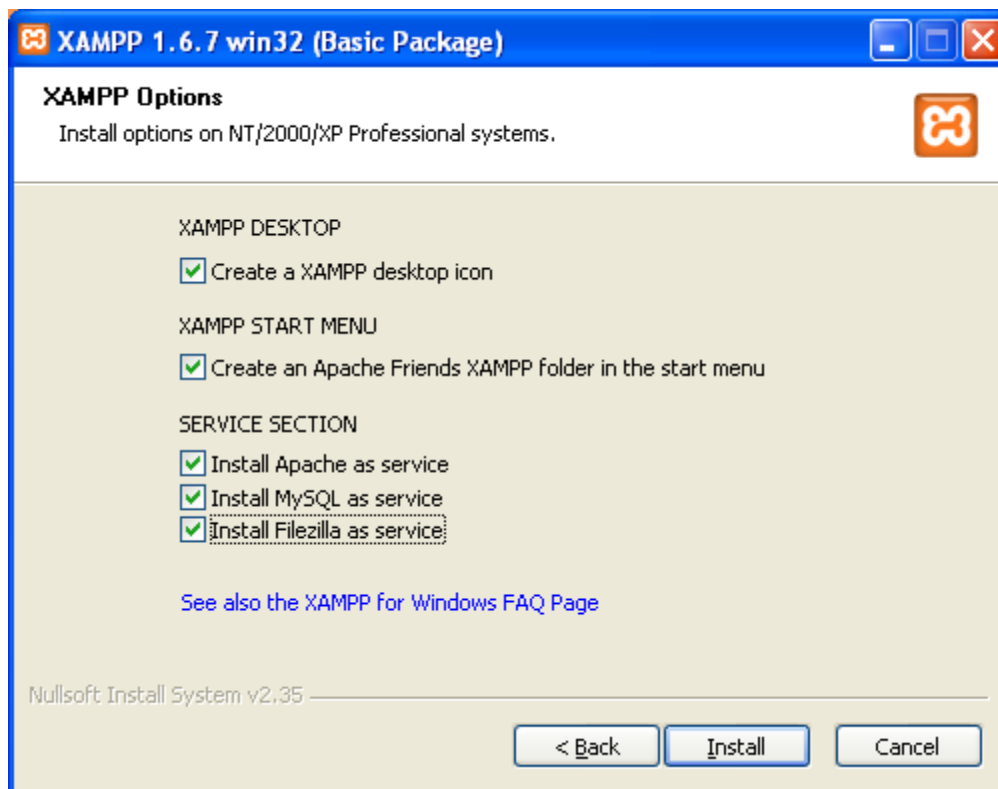 XAMPP 1.6.7 win32 (Basic Package)
XAMPP Options
Install options on NT/2000/XP Professional systems.
XAMPP DESKTOP
Create a XAMPP desktop icon
XAMPP START MENU
Create an Apache Friends XAMPP folder in the start menu
SERVICE SECTION
Install Apache as service
Install MySQL as service
Install Filezilla as service
See also the XAMPP for Windows FAQ Page
Nullsoft Install System v2.35
< Back Install Cancel